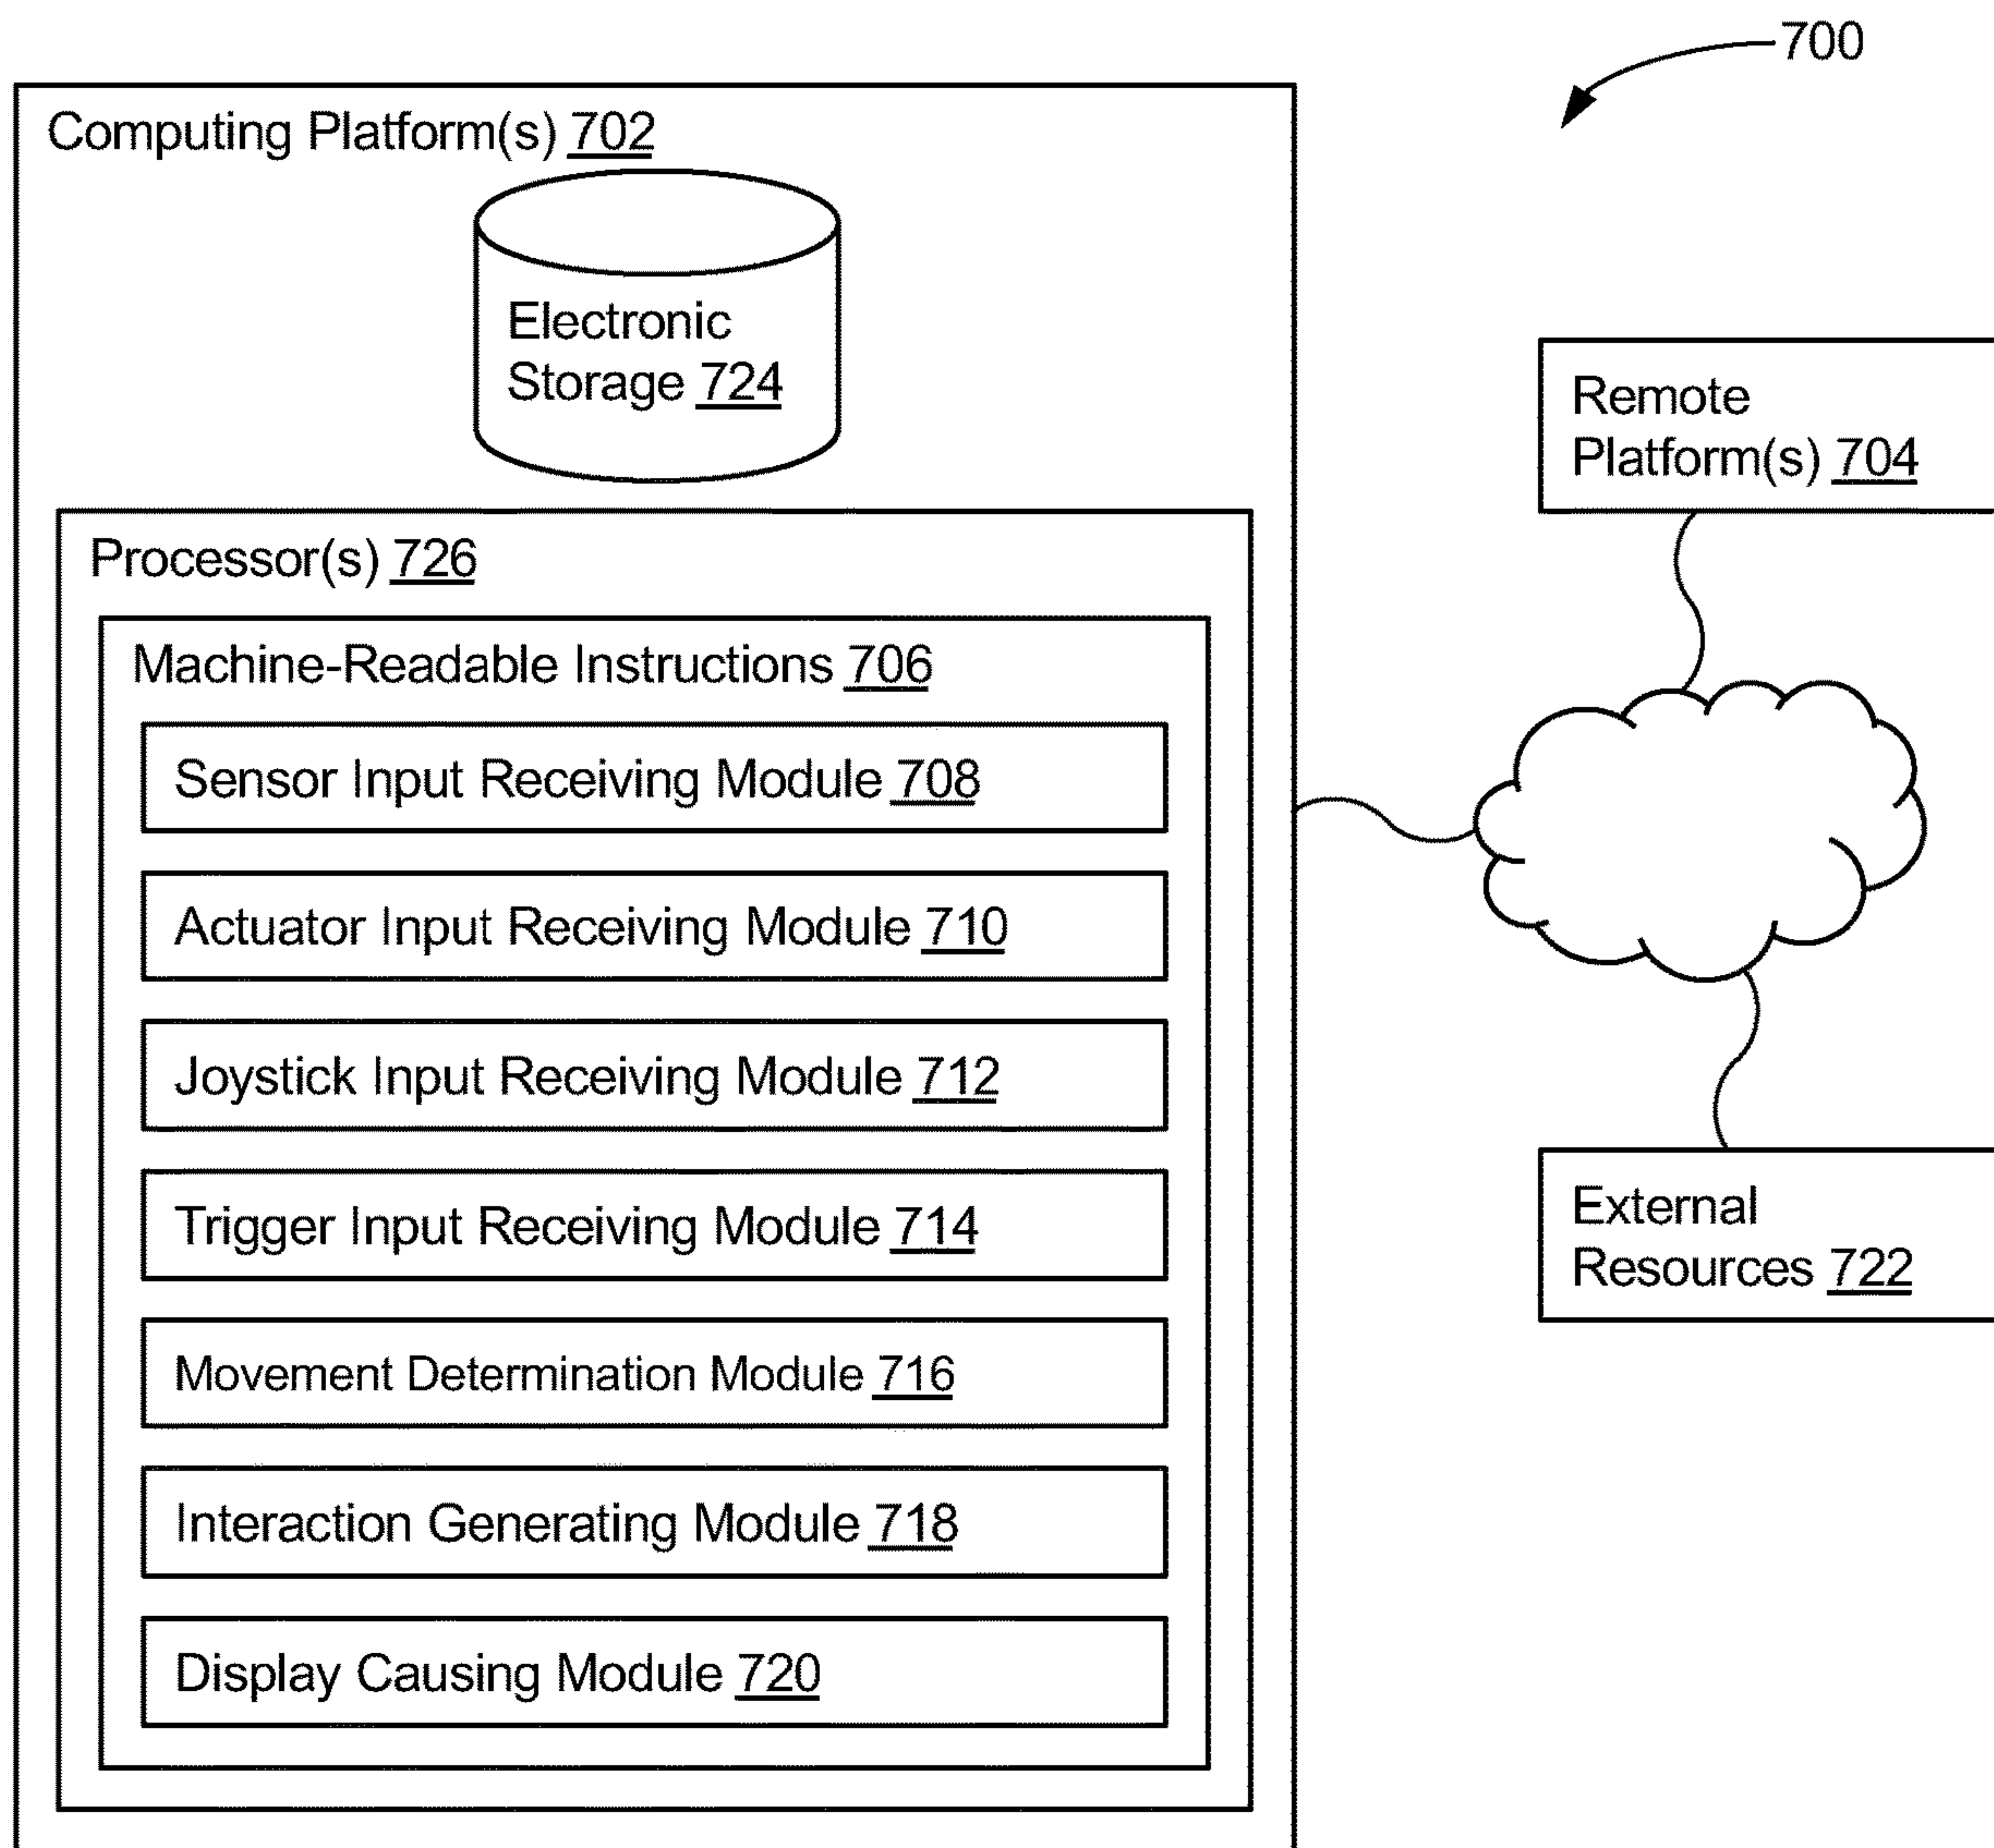 700
Computing Platform(s) 702
Electronic
Storage 724
Processor(s) 726
Machine-Readable Instructions 706
Sensor Input Receiving Module 708
Actuator Input Receiving Module 710
Joystick Input Receiving Module 712
Trigger Input Receiving Module 714
Movement Determination Module 716
Interaction Generating Module 718
Display Causing Module 720
Remote
Platform(s) 704
External
Resources 722